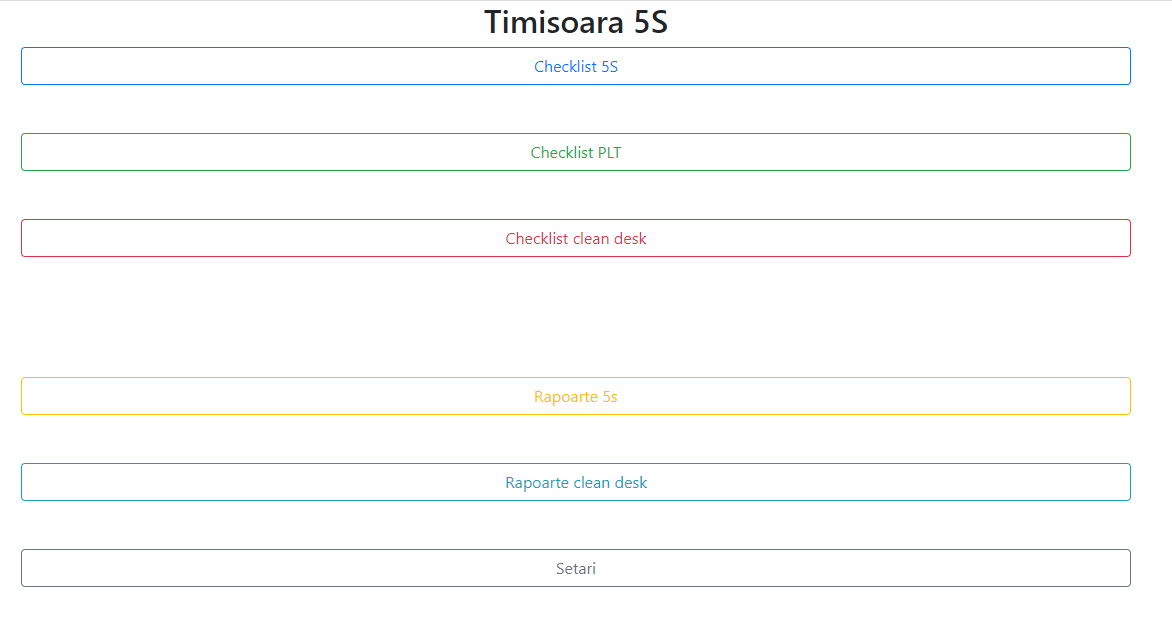 Timisoara 5S
Checklist 5S
Checklist PLT
Checklist clean desk
Rapoarte 5s
Rapoarte clean desk
Setari